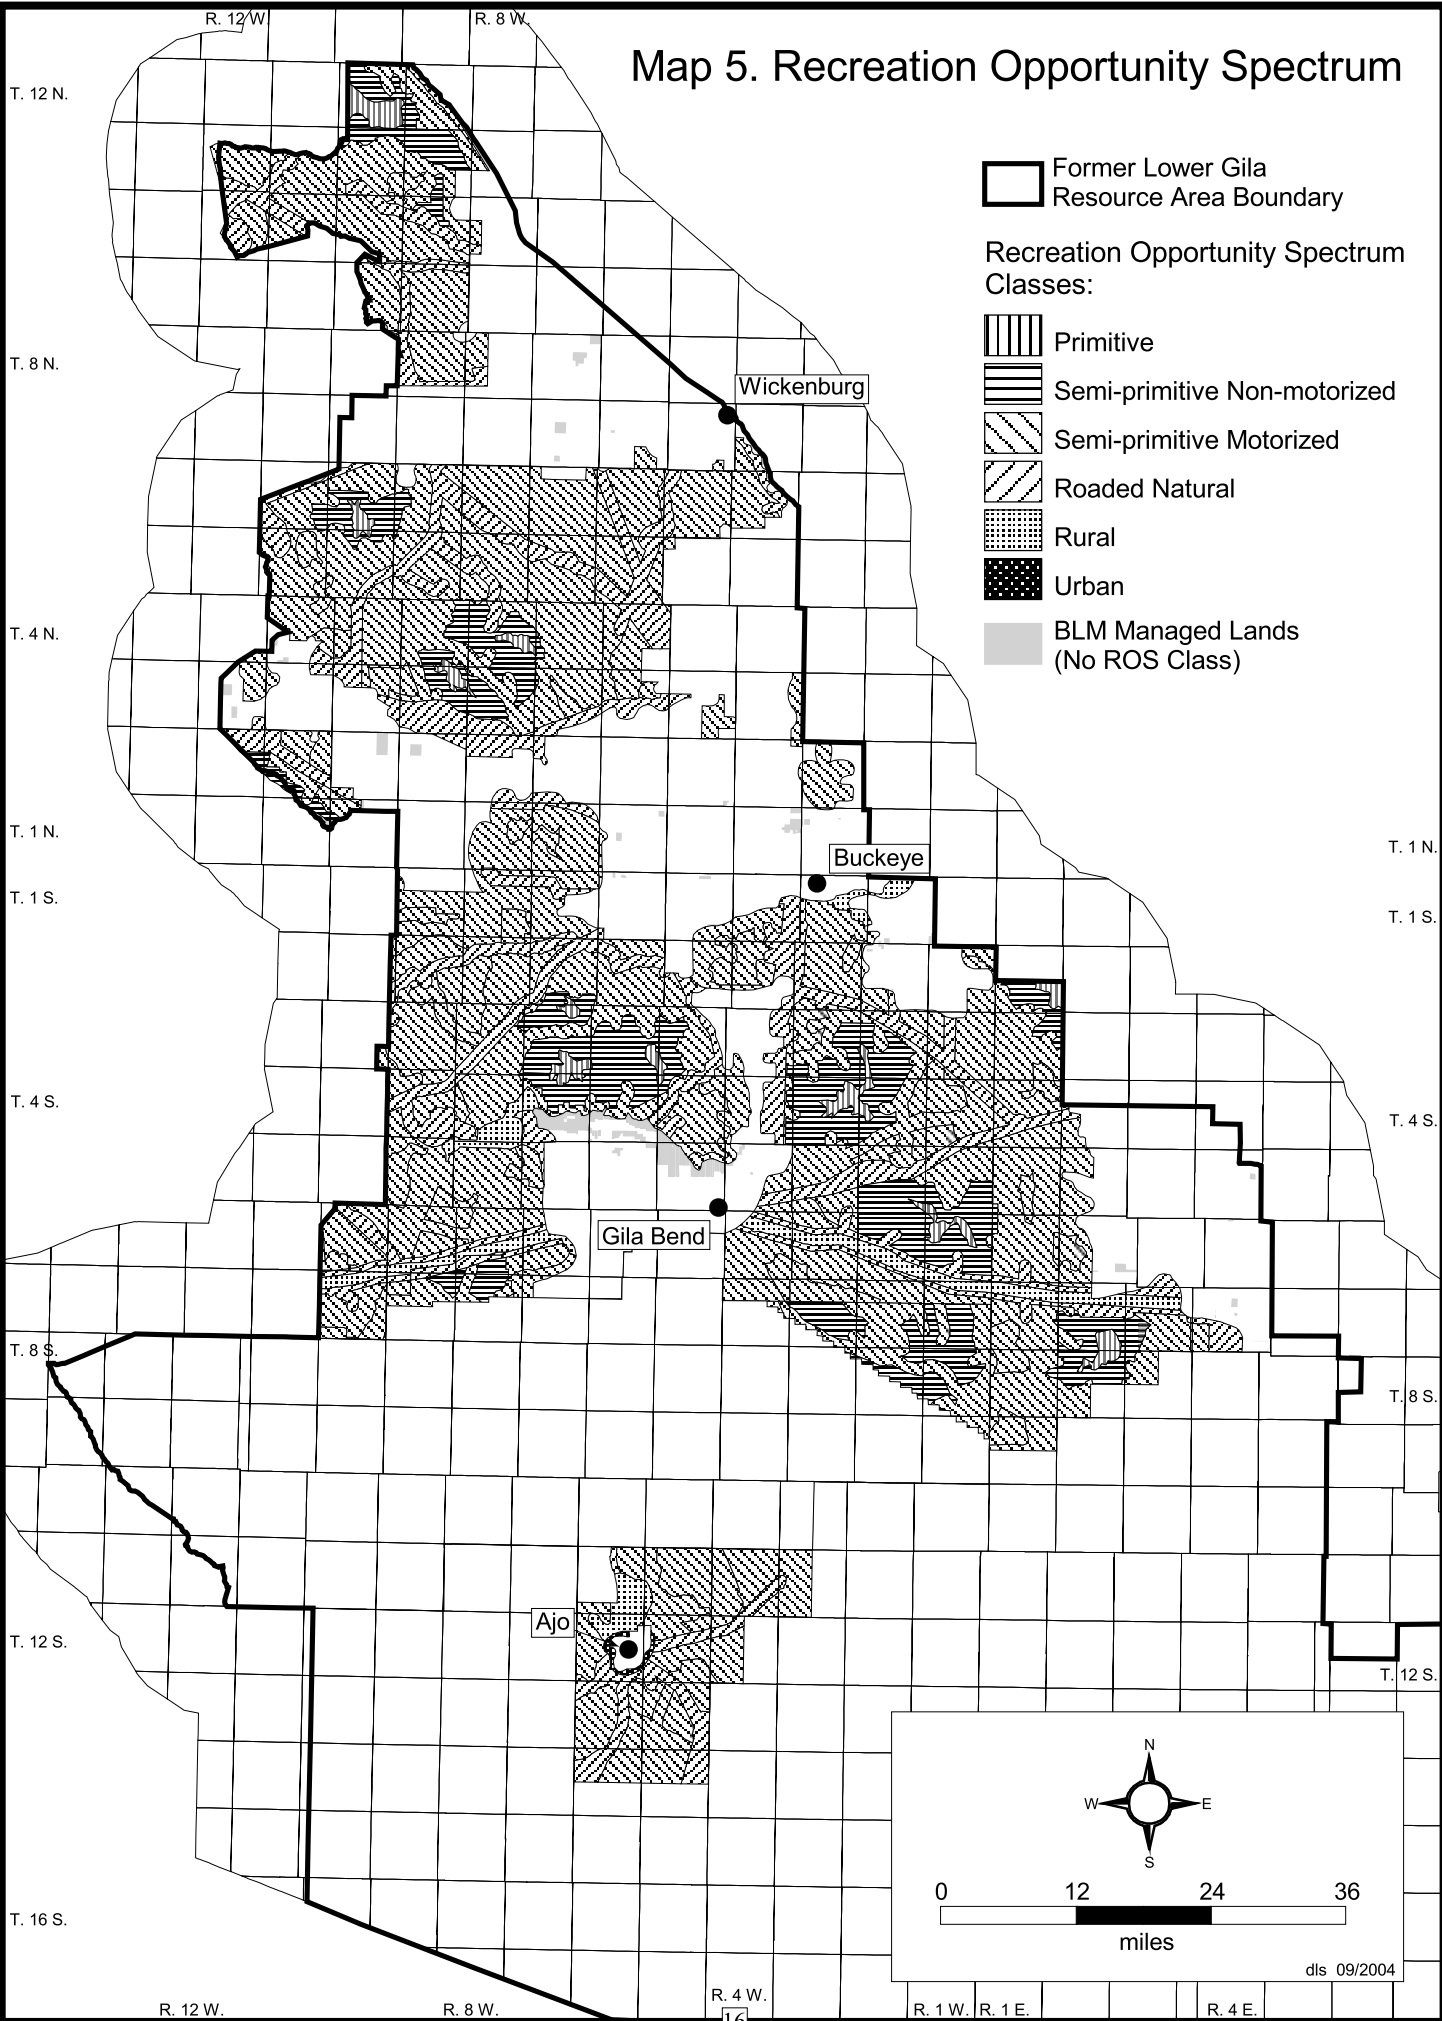 R. 12 W.
R. 8 W.
Map 5. Recreation Opportunity Spectrum
T. 12 N.
Former Lower Gila
Resource Area Boundary
Recreation Opportunity Spectrum
Classes:
Primitive
Semi-primitive Non-motorized
Semi-primitive Motorized
Roaded Natural
Rural
Urban
BLM Managed Lands
(No ROS Class)
T. 8 N.
Wickenburg
T. 4 N.
T. 1 N.
T. 1 N.
Buckeye
T. 1 S.
T. 1 S.
T. 4 S.
T. 4 S.
Gila Bend
T. 8 S.
T. 8 S.
Ajo
T. 12 S.
T. 12 S.
N
W
E
S
0 12 24 36
miles
dls 09/2004
T. 16 S.
R. 12 W.
R. 8 W.
R. 4 W.
R. 1 W.
R. 1 E.
R. 4 E.
16